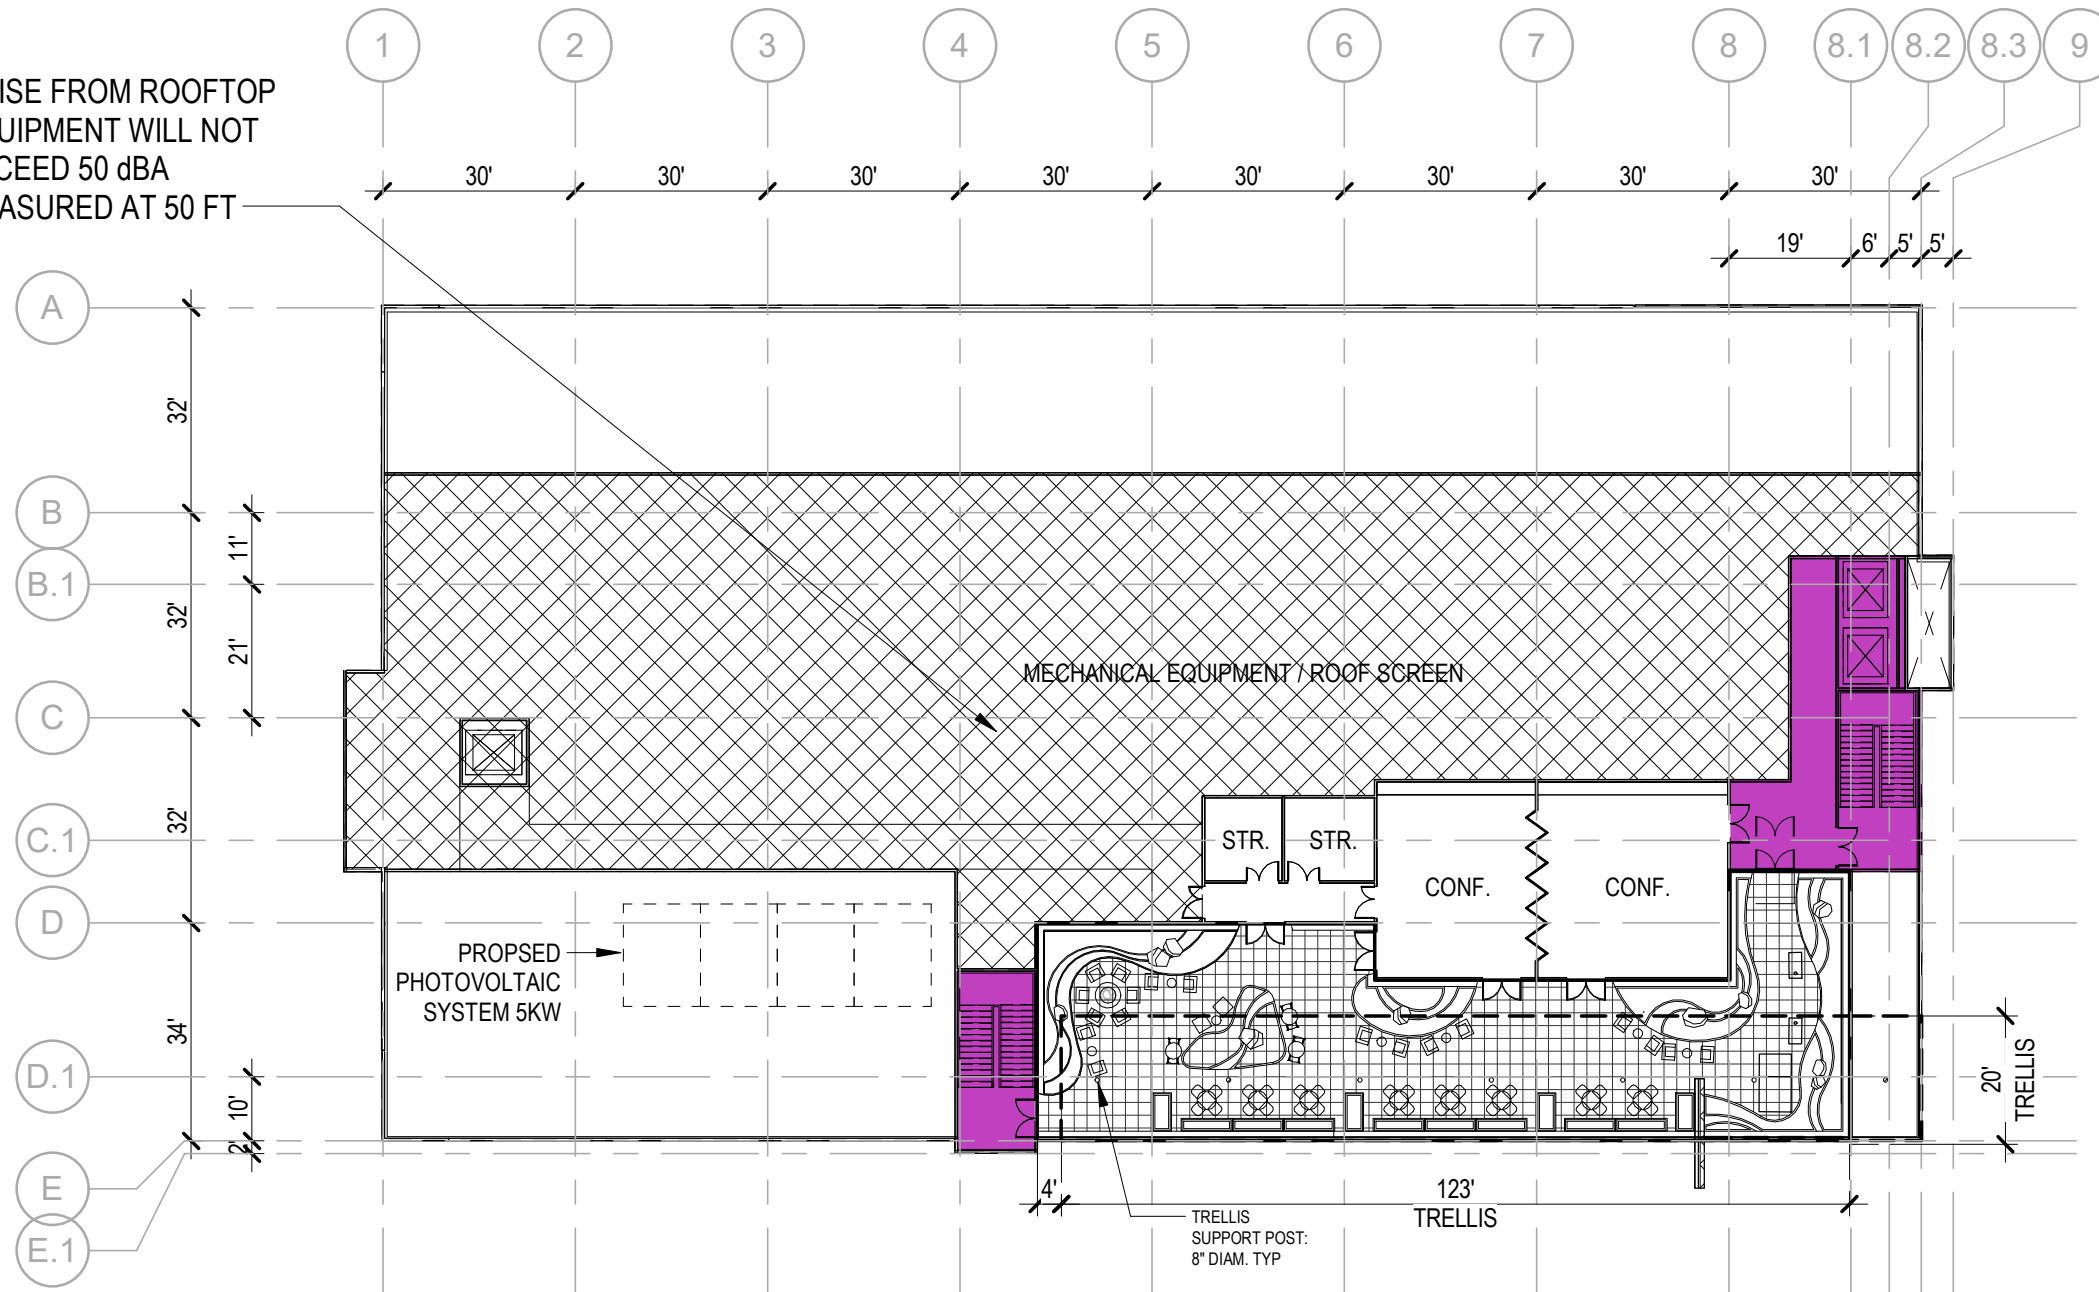 1 2 3 4 5 6 7 8 8.1 8.2 8.3 9
ISE FROM ROOFTOP
UIPMENT WILL NOT
CEED 50 dBA
ASURED AT 50 FT
30' 30' 30' 30' 30' 30' 30' 30'
19' 6' 5' 5'
A
32'
B
11'
B.1
32'
21'
MECHANICAL EQUIPMENT / ROOF SCREEN
C
32'
C.1
STR. STR.
CONF. CONF.
D
PROPSED
PHOTOVOLTAIC
SYSTEM 5KW
34'
D.1
10'
20'
TRELLIS
2'
E
4' 123'
TRELLIS
TRELLIS
SUPPORT POST:
8" DIAM. TYP
E.1